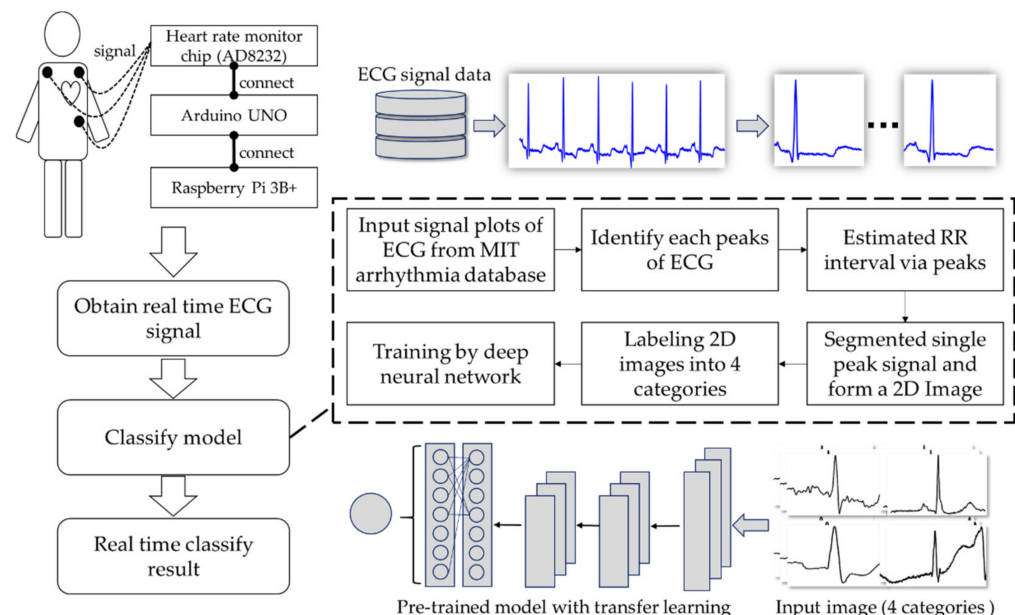 signal
Heart rate monitor
chip (AD8232)
connect
Arduino UNO
connect
Raspberry Pi 3B+
Obtain real time ECG
signal
Classify model
Real time classify
result
ECG signal data
Input signal plots of
ECG from MIT
arrhythmia database
Identify each peaks
of ECG
Estimated RR
interval via peaks
Segmented single
peak signal and
form a 2D Image
Labeling 2D
images into 4
categories
Training by deep
neural network
Pre-trained model with transfer learning
Input image (4 categories )